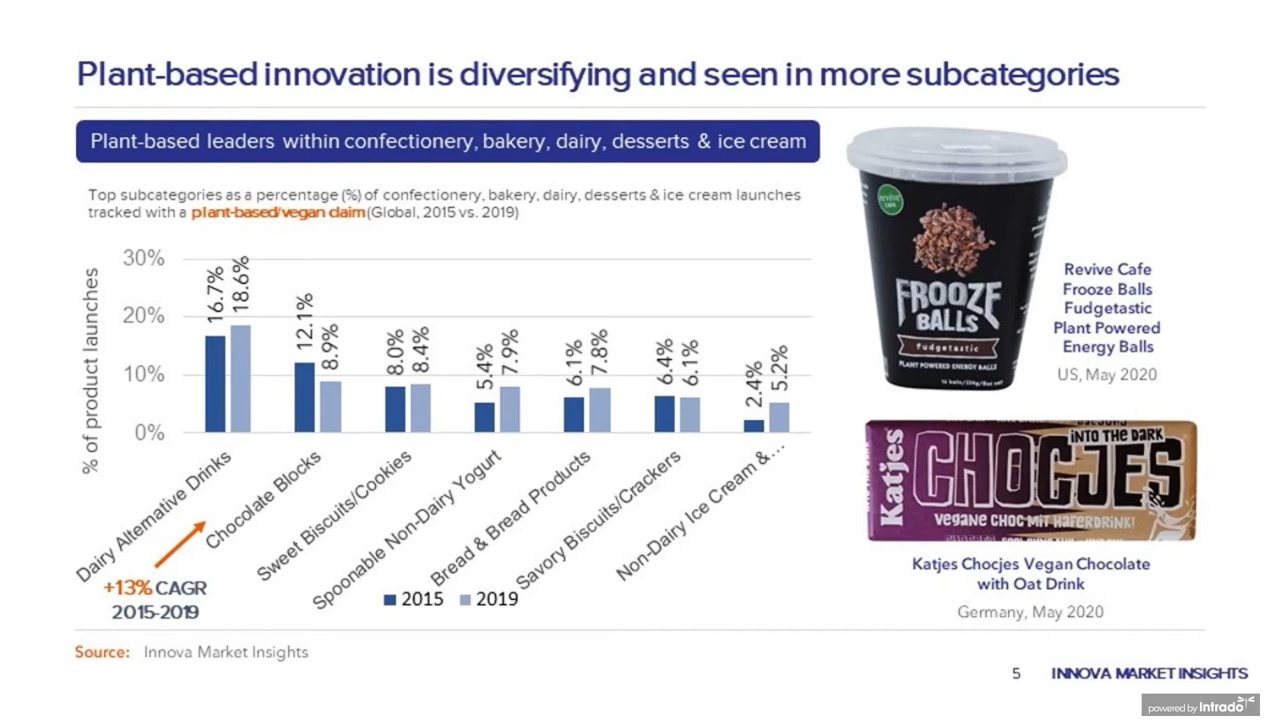 Plant-based innovation is diversifying and seen in more subcategories
Plant-based leaders within confectionery, bakery, dairy, desserts & ice cream
Top subcategories as a percentage (%) of confectionery, bakery, dairy, desserts & ice cream launches
tracked with a plant-based/vegan claim (Global, 2015 vs. 2019)
% of product launches
30%
20%
10%
0%
16.7%
18.6%
12.1%
8.9%
8.0%
8.4%
5.4%
7.9%
6.1%
7.8%
6.4%
6.1%
2.4%
5.2%
Dairy Alternative Drinks
Chocolate Blocks
Sweet Biscuits/Cookies
Spoonable Non-Dairy Yogurt
Bread & Bread Products
Savory Biscuits/Crackers
Non-Dairy Ice Cream &…
+13% CAGR
2015-2019
2015
2019
revive
CAFE
FROOZE
BALLS
fudgetastic
PLANT POWERED ENERGY BALLS
Revive Cafe
Frooze Balls
Fudgetastic
Plant Powered
Energy Balls
US, May 2020
Katjes
CHOCJES
INTO THE DARK
VEGANE CHOC MIT HAFERDRINK!
Katjes Chocjes Vegan Chocolate
with Oat Drink
Germany, May 2020
Source: Innova Market Insights
5
INNOVA MARKET INSIGHTS
powered by Intrado